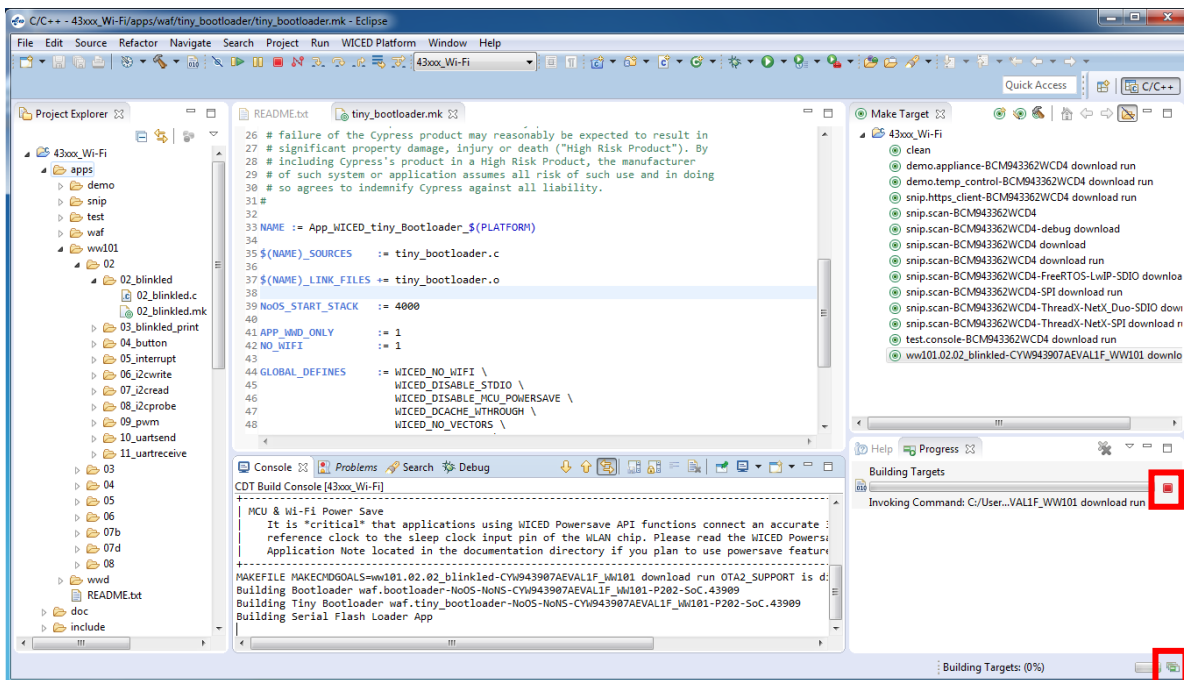 C/C++ - 43xxx_Wi-Fi/apps/waf/tiny_bootloader/tiny_bootloader.mk - Eclipse
File Edit Source Refactor Navigate Search Project Run WICED Platform Window Help
43xxx_Wi-Fi
Quick Access
C/C++
Project Explorer
43xxx_Wi-Fi
apps
demo
snip
test
waf
ww101
02
02_blinkled
02_blinkled.c
02_blinkled.mk
03_blinkled_print
04_button
05_interrupt
06_i2cwrite
07_i2cread
08_i2cprobe
09_pwm
10_uartsend
11_uartreceive
03
04
05
06
07b
07d
08
wwd
README.txt
doc
include
README.txt tiny_bootloader.mk
26 # failure of the Cypress product may reasonably be expected to result in
27 # significant property damage, injury or death ("High Risk Product"). By
28 # including Cypress's product in a High Risk Product, the manufacturer
29 # of such system or application assumes all risk of such use and in doing
30 # so agrees to indemnify Cypress against all liability.
31 #
32
33 NAME := App_WICED_tiny_Bootloader_$(PLATFORM)
34
35 $(NAME)_SOURCES := tiny_bootloader.c
36
37 $(NAME)_LINK_FILES += tiny_bootloader.o
38
39 NoOS_START_STACK := 4000
40
41 APP_WWD_ONLY := 1
42 NO_WIFI := 1
43
44 GLOBAL_DEFINES := WICED_NO_WIFI \
45 WICED_DISABLE_STDIO \
46 WICED_DISABLE_MCU_POWERSAVE \
47 WICED_DCACHE_WTHROUGH \
48 WICED_NO_VECTORS \
Console Problems Search Debug
CDT Build Console [43xxx_Wi-Fi]
| MCU & Wi-Fi Power Save
| It is *critical* that applications using WICED Powersave API functions connect an accurate
| reference clock to the sleep clock input pin of the WLAN chip. Please read the WICED Powersa
| Application Note located in the documentation directory if you plan to use powersave feature
MAKEFILE MAKECMDGOALS=ww101.02.02_blinkled-CYW943907AEVAL1F_WW101 download run OTA2_SUPPORT is d
Building Bootloader waf.bootloader-NoOS-NoNS-CYW943907AEVAL1F_WW101-P202-SoC.43909
Building Tiny Bootloader waf.tiny_bootloader-NoOS-NoNS-CYW943907AEVAL1F_WW101-P202-SoC.43909
Building Serial Flash Loader App
Make Target
43xxx_Wi-Fi
clean
demo.appliance-BCM943362WCD4 download run
demo.temp_control-BCM943362WCD4 download run
snip.https_client-BCM943362WCD4 download run
snip.scan-BCM943362WCD4
snip.scan-BCM943362WCD4-debug download
snip.scan-BCM943362WCD4 download
snip.scan-BCM943362WCD4 download run
snip.scan-BCM943362WCD4-FreeRTOS-LwIP-SDIO downloa
snip.scan-BCM943362WCD4-SPI download run
snip.scan-BCM943362WCD4-ThreadX-NetX_Duo-SDIO dow
snip.scan-BCM943362WCD4-ThreadX-NetX-SPI download r
test.console-BCM943362WCD4 download run
ww101.02.02_blinkled-CYW943907AEVAL1F_WW101 downlo
Help Progress
Building Targets
Invoking Command: C:/User...VAL1F_WW101 download run
Building Targets: (0%)